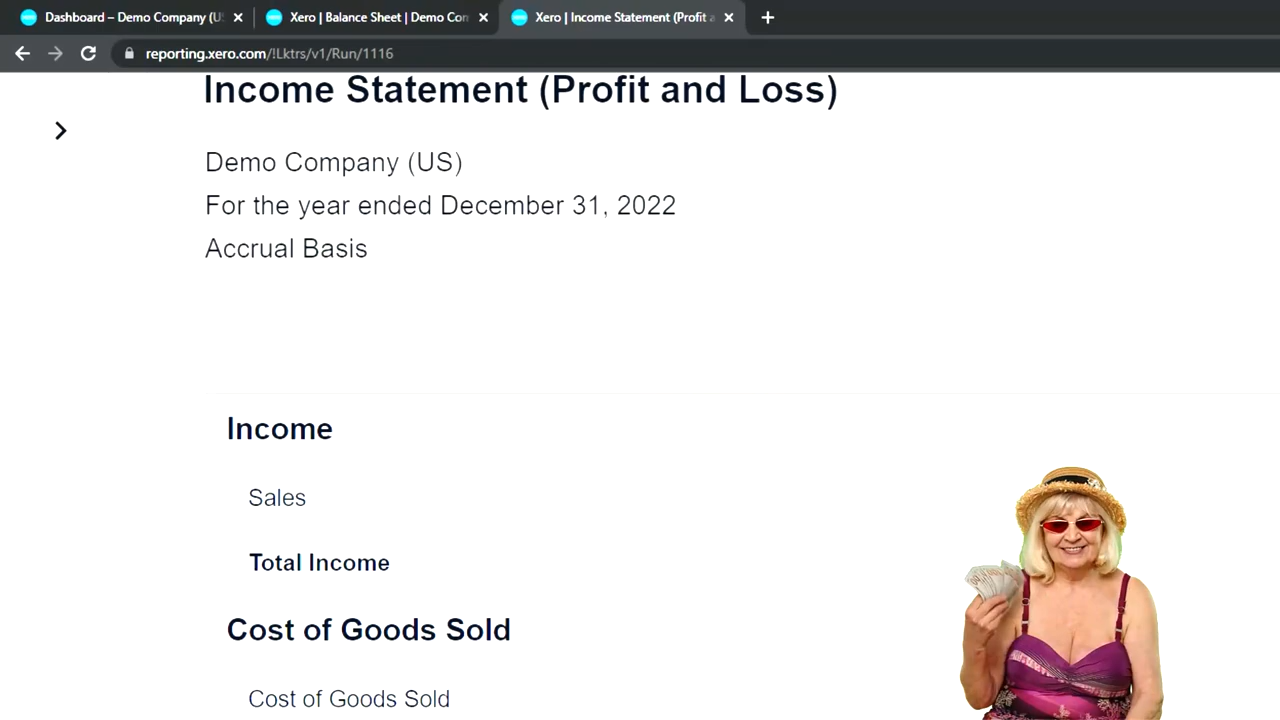 Dashboard – Demo Company (U
Xero | Balance Sheet | Demo Com
Xero | Income Statement (Profit a
reporting.xero.com/!Lktrs/v1/Run/1116
Income Statement (Profit and Loss)
Demo Company (US)
For the year ended December 31, 2022
Accrual Basis
Income
Sales
Total Income
Cost of Goods Sold
Cost of Goods Sold